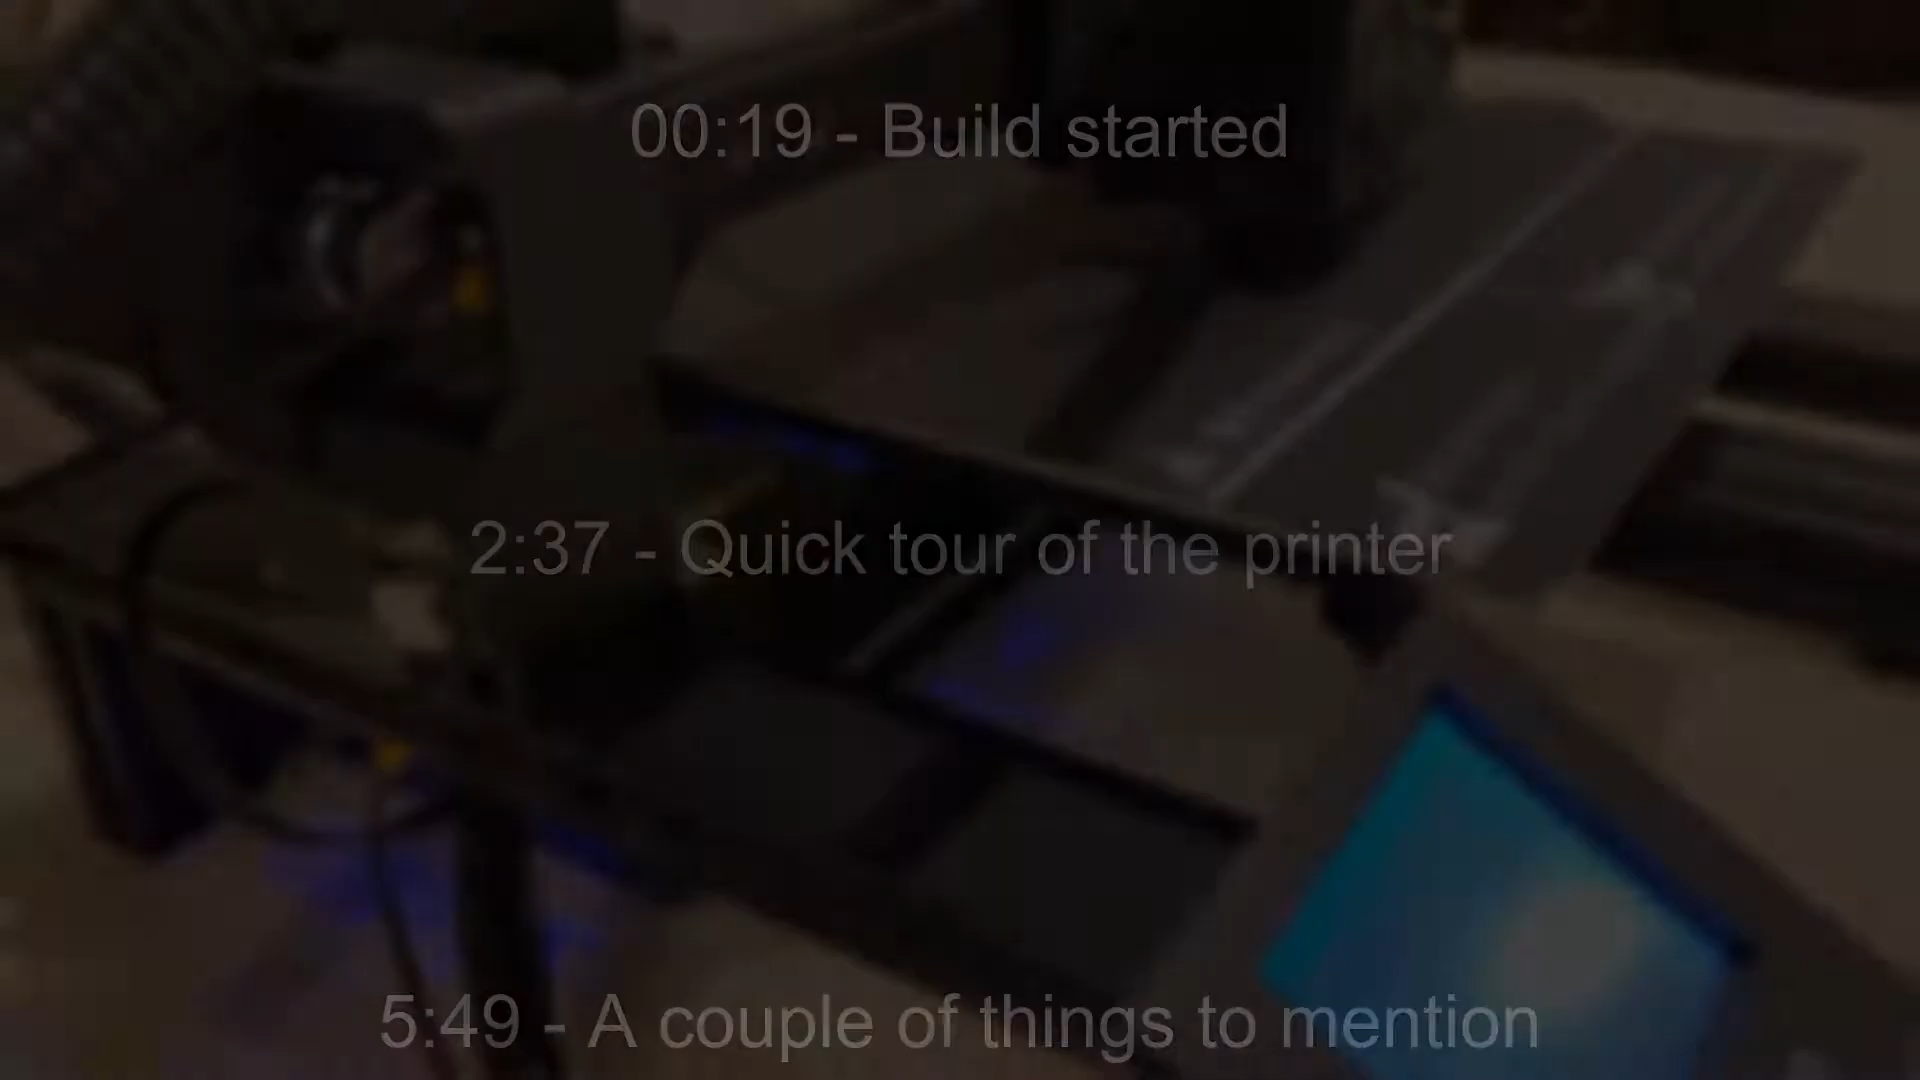 00:19 - Build started
2:37 - Quick tour of the printer
5:49 - A couple of things to mention